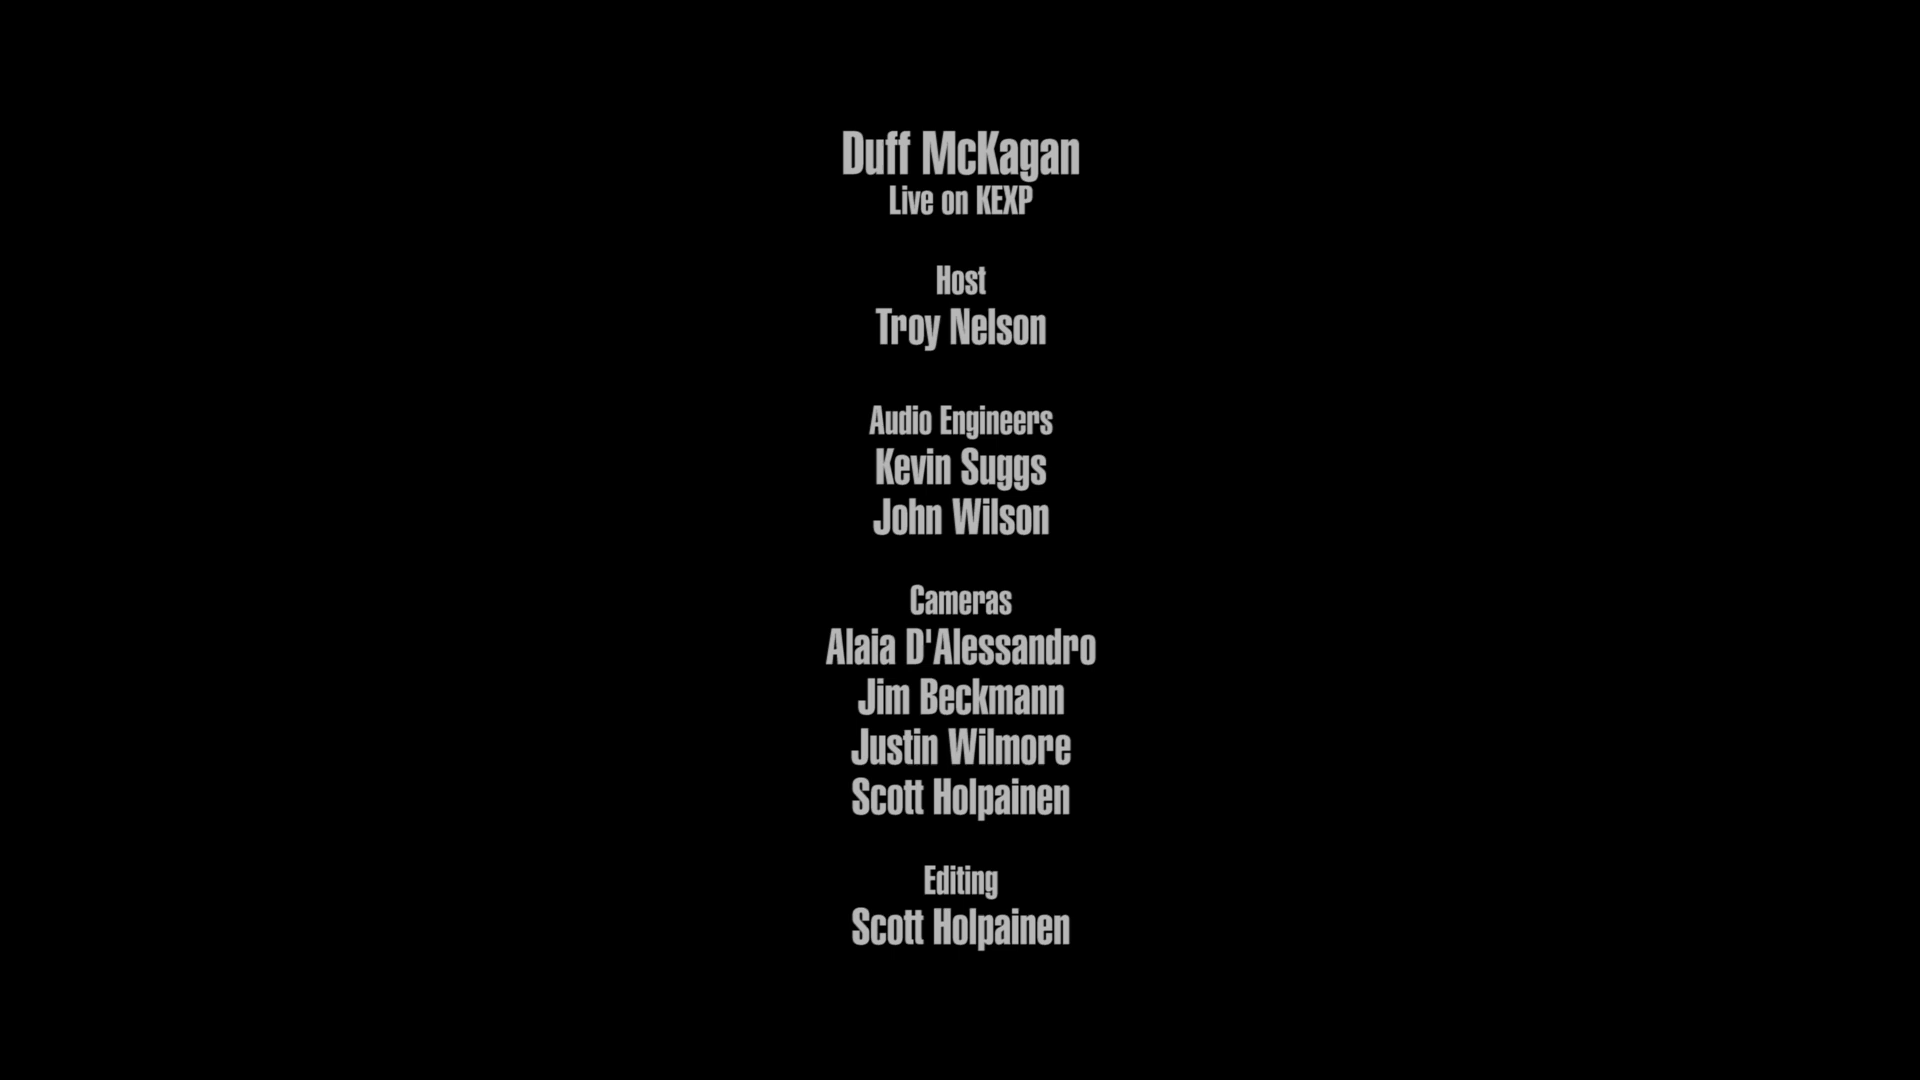 Duff McKagan
Live on KEXP
Host
Troy Nelson
Audio Engineers
Kevin Suggs
John Wilson
Cameras
Alaia D'Alessandro
Jim Beckmann
Justin Wilmore
Scott Holpainen
Editing
Scott Holpainen